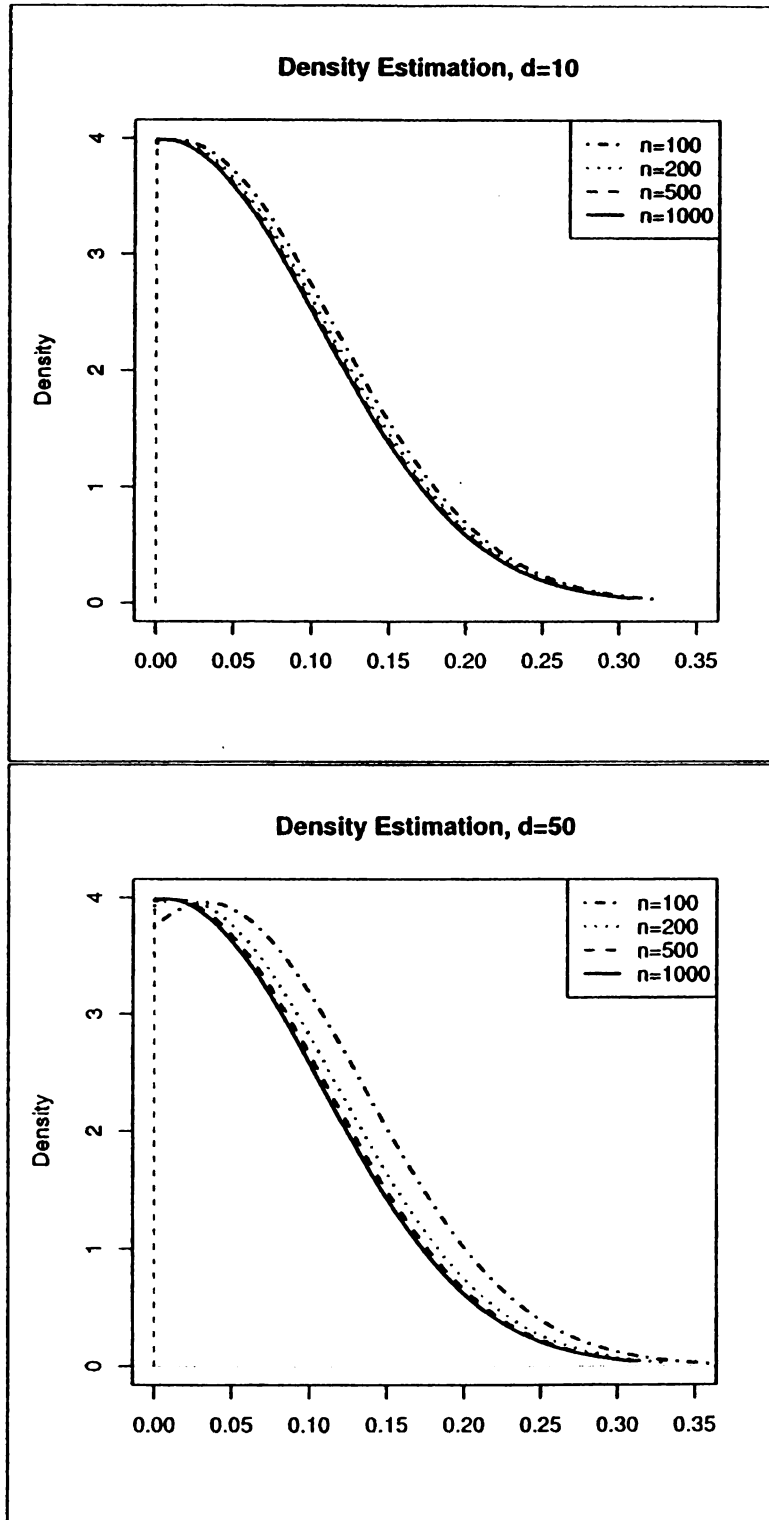 Density Estimation, d=10
n=100
n=200
n=500
n=1000
Density
4
3
2
1
0
0.00 0.05 0.10 0.15 0.20 0.25 0.30 0.35
Density Estimation, d=50
n=100
n=200
n=500
n=1000
Density
4
3
2
1
0
0.00 0.05 0.10 0.15 0.20 0.25 0.30 0.35